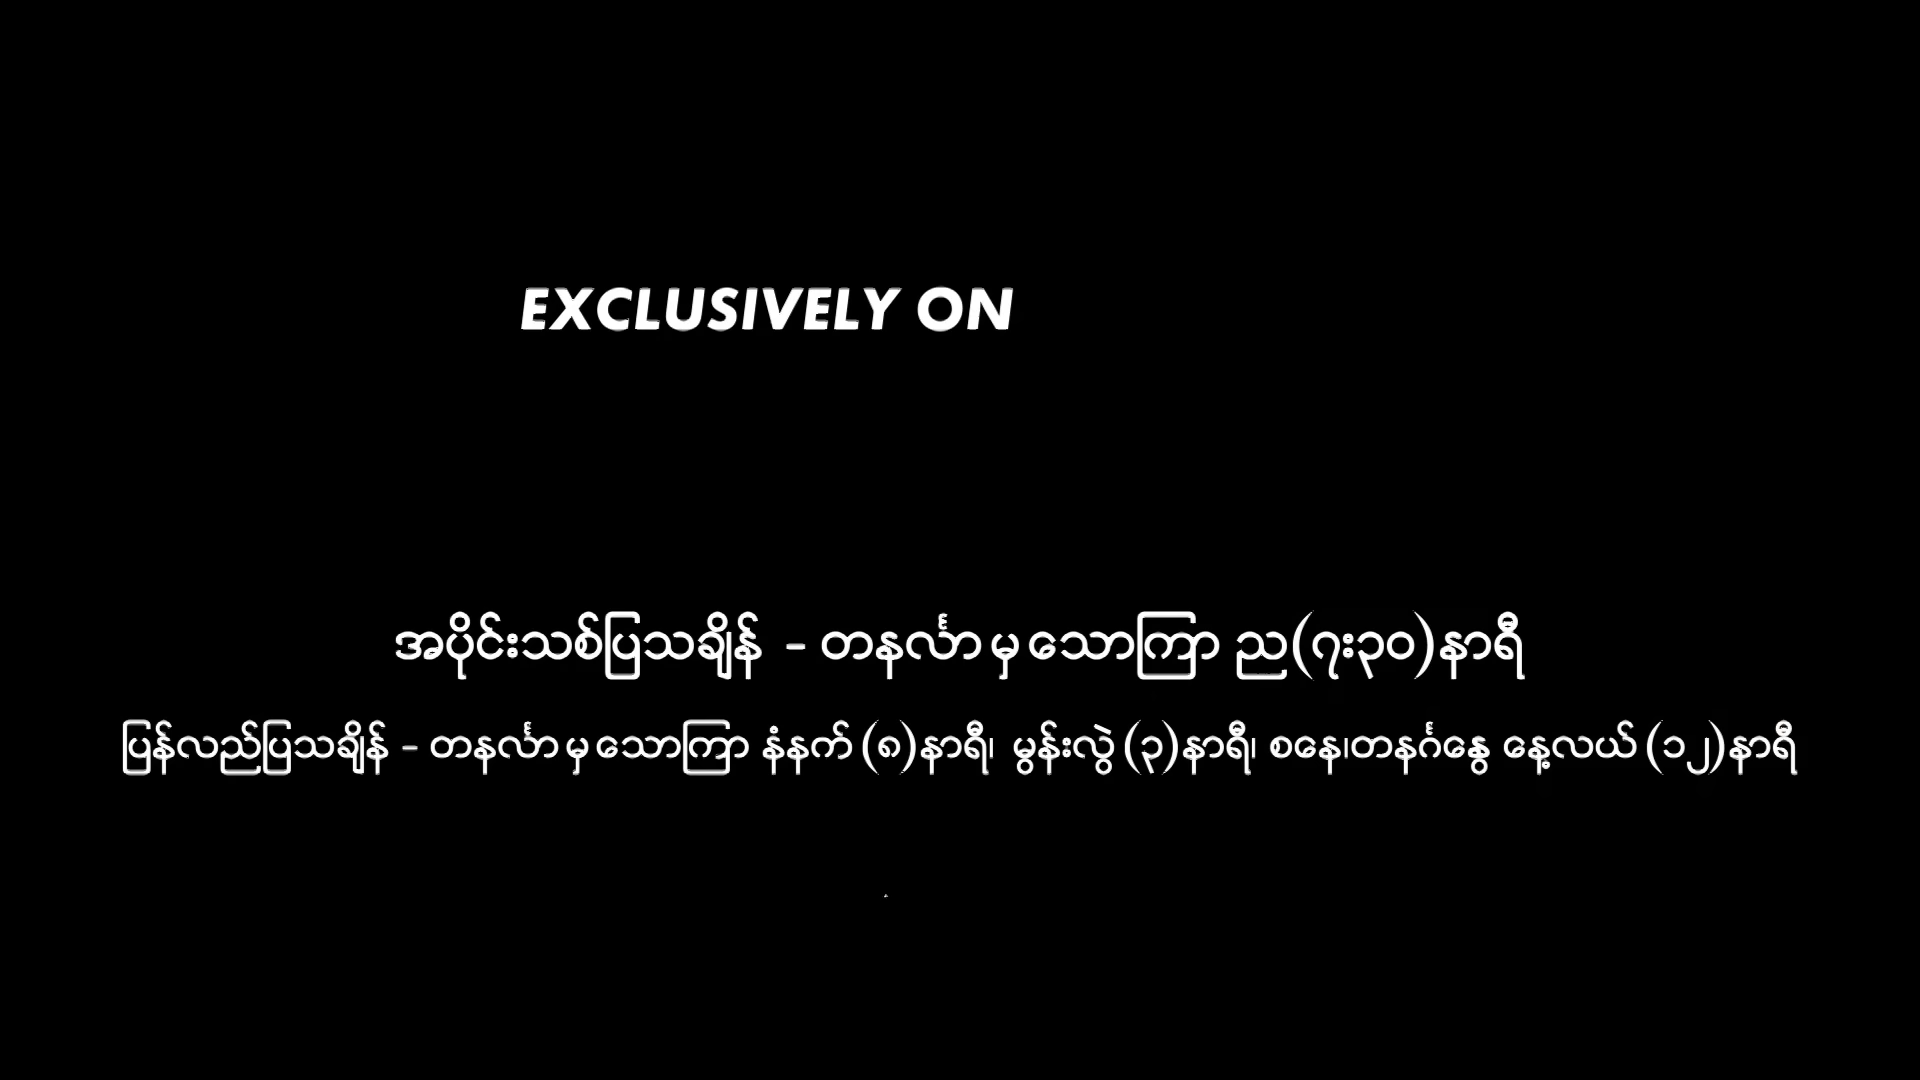 EXCLUSIVELY ON
အပိုင်းသစ်ပြသချိန် - တနင်္လာ မှ သောကြာ ည(၇း၃၀)နာရီ
ပြန်လည်ပြသချိန် - တနင်္လာ မှ သောကြာ နံနက် (၈)နာရီ၊ မွန်းလွဲ (၃)နာရီ၊ စနေ၊တနင်္ဂနွေ နေ့လယ် (၁၂)နာရီ